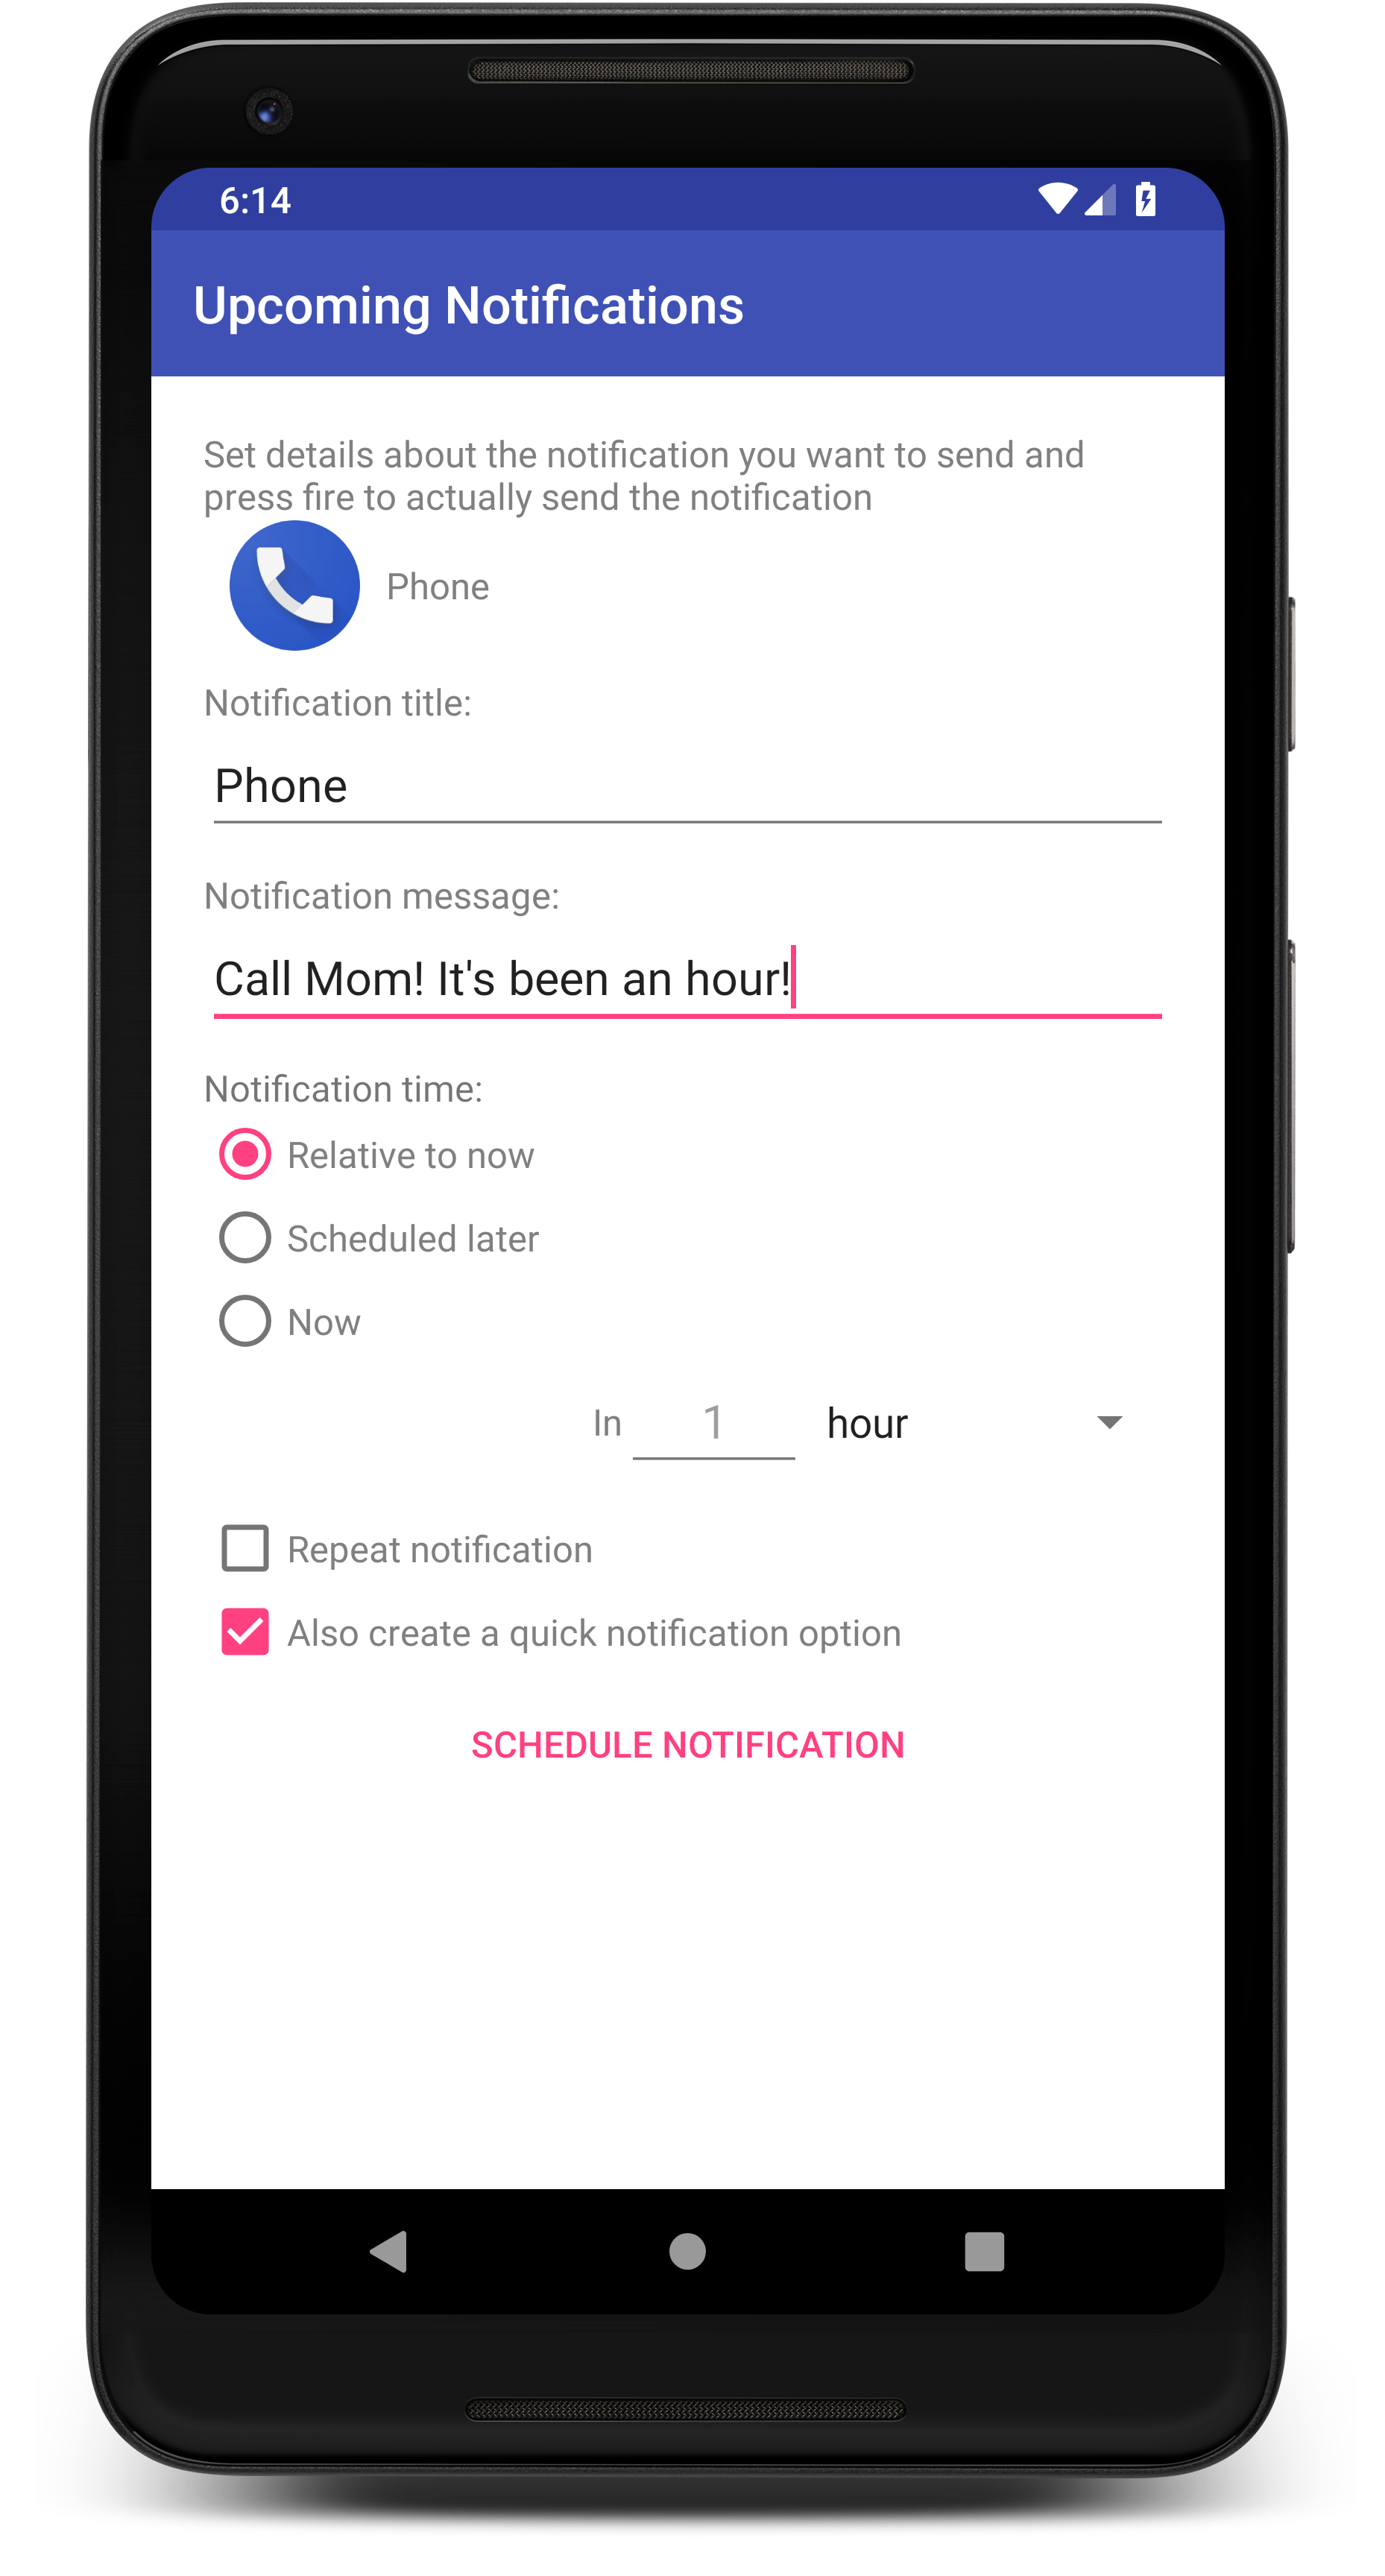 6:14
Upcoming Notifications
Set details about the notification you want to send and
press fire to actually send the notification
Phone
Notification title:
Phone
Notification message:
Call Mom! It's been an hour!
Notification time:
Relative to now
Scheduled later
Now
In 1 hour
Repeat notification
Also create a quick notification option
SCHEDULE NOTIFICATION